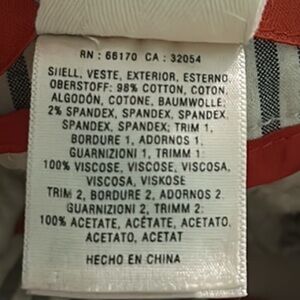 RN : 66170 CA : 32054
SHELL, VESTE, EXTERIOR, ESTERNO,
OBERSTOFF: 98% COTTON, COTON,
ALGODÓN, COTONE, BAUMWOLLE;
2% SPANDEX, SPANDEX, SPANDEX,
SPANDEX, SPANDEX; TRIM 1,
BORDURE 1, ADORNOS 1,
GUARNIZIONI 1, TRIMM 1:
100% VISCOSE, VISCOSE, VISCOSA,
VISCOSA, VISKOSE
TRIM 2, BORDURE 2, ADORNOS 2,
GUARNIZIONI 2, TRIMM 2:
100% ACETATE, ACÉTATE, ACETATO,
ACETATO, ACETAT
HECHO EN CHINA